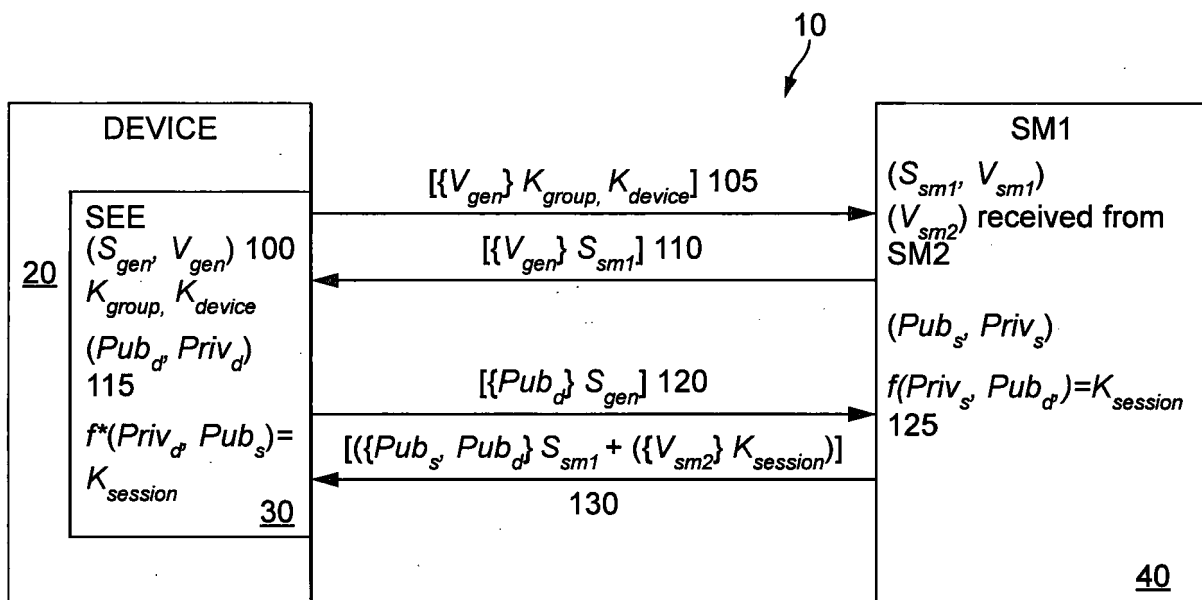 10
DEVICE
SEE
(S_gen, V_gen) 100
K_group, K_device
(Pub_d, Priv_d)
115
f*(Priv_d, Pub_s)=
K_session
30
20
[{V_gen} K_group, K_device] 105
[{V_gen} S_sm1] 110
[{Pub_d} S_gen] 120
[({Pub_s, Pub_d} S_sm1 + ({V_sm2} K_session)]
130
SM1
(S_sm1, V_sm1)
(V_sm2) received from
SM2
(Pub_s, Priv_s)
f(Priv_s, Pub_d,)=K_session
125
40